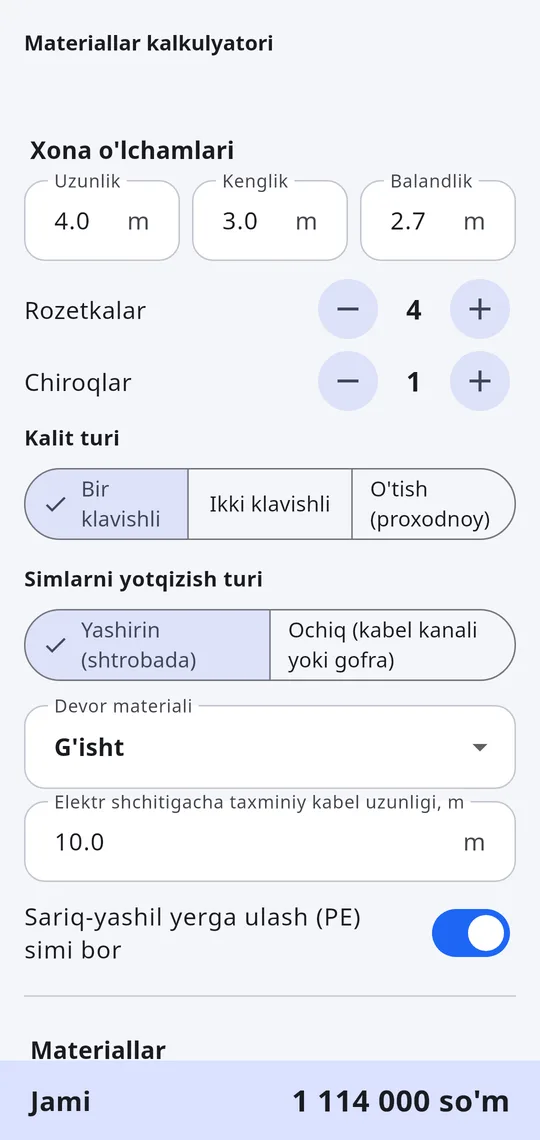 Materiallar kalkulyatori
Xona o'lchamlari
Uzunlik
4.0 m
Kenglik
3.0 m
Balandlik
2.7 m
Rozetkalar
− 4 +
Chiroqlar
− 1 +
Kalit turi
Bir
klavishli
Ikki klavishli
O'tish
(proxodnoy)
Simlarni yotqizish turi
Yashirin
(shtrobada)
Ochiq (kabel kanali
yoki gofra)
Devor materiali
G'isht
Elektr shchitigacha taxminiy kabel uzunligi, m
10.0 m
Sariq-yashil yerga ulash (PE)
simi bor
Materiallar
Jami 1 114 000 so'm